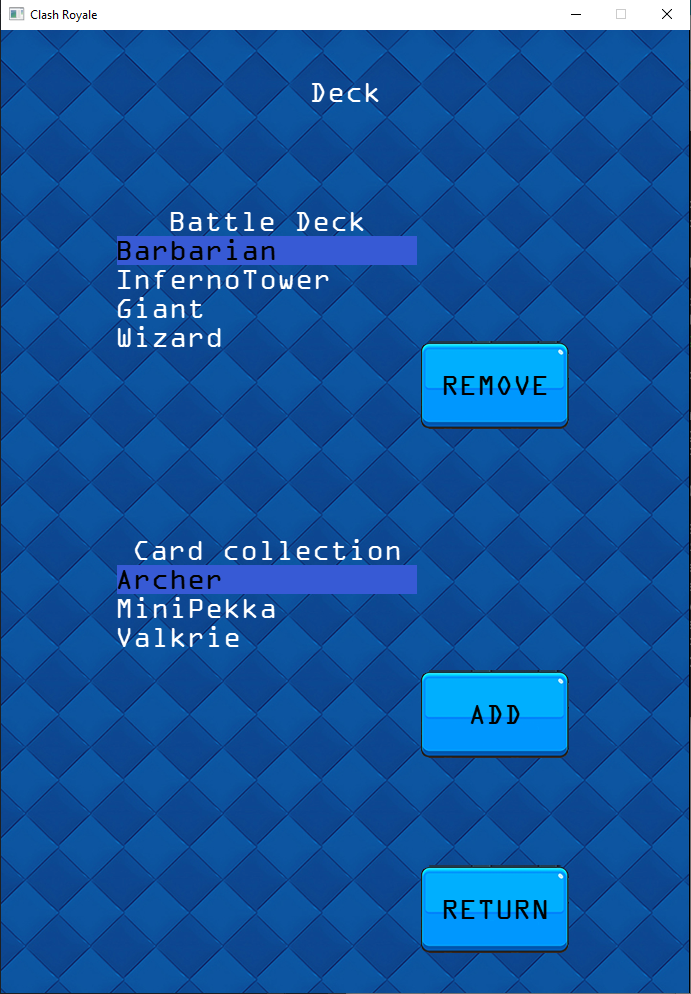 Clash Royale
Deck
Battle Deck
Barbarian
InfernoTower
Giant
Wizard
REMOVE
Card collection
Archer
MiniPekka
Valkrie
ADD
RETURN